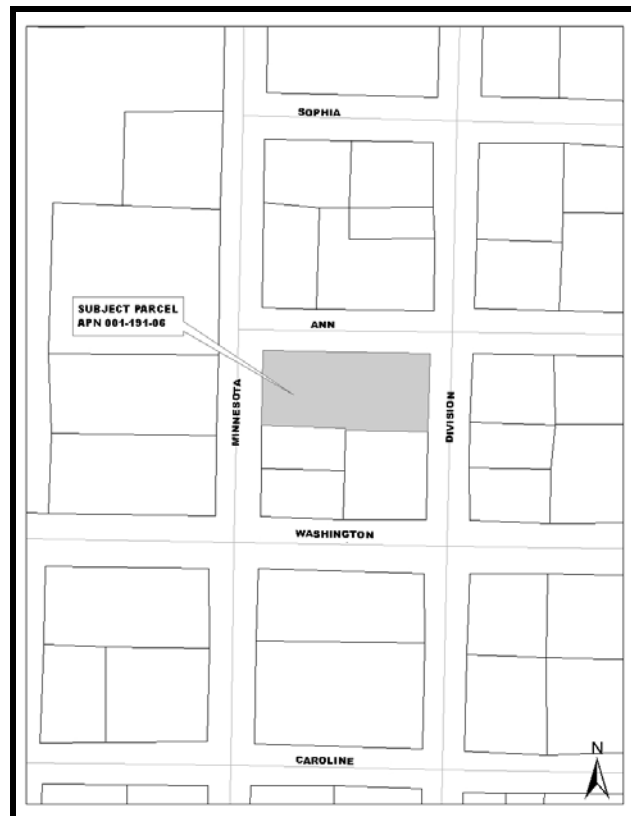 SOPHIA
SUBJECT PARCEL
APN 001-191-06
ANN
MINNESOTA
DIVISION
WASHINGTON
CAROLINE
N